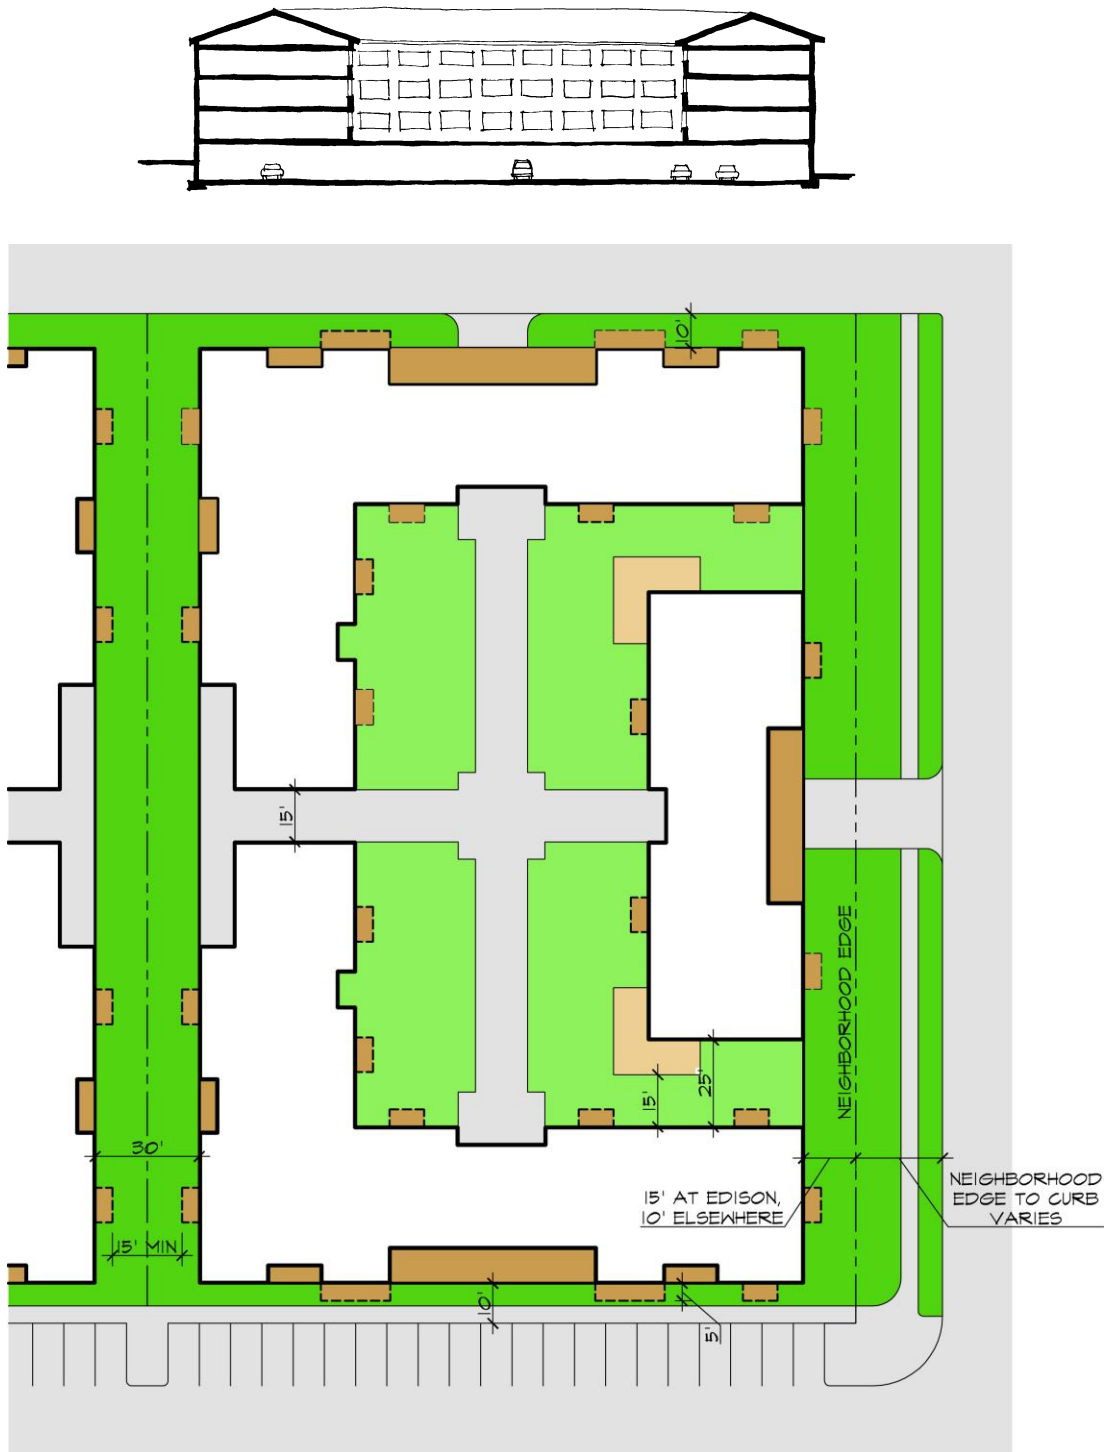 10'
15'
NEIGHBORHOOD EDGE
25'
15'
30'
15' AT EDISON,
10' ELSEWHERE
NEIGHBORHOOD
EDGE TO CURB
VARIES
15' MIN
10'
5'